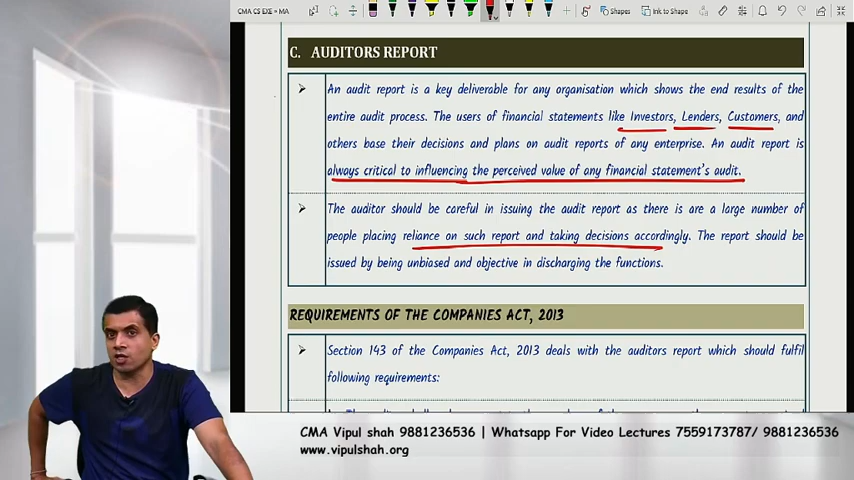 CMA CS EXE + MA
Shapes
Ink to Shape
C. AUDITORS REPORT
An audit report is a key deliverable for any organisation which shows the end results of the
entire audit process. The users of financial statements like Investors, Lenders, Customers, and
others base their decisions and plans on audit reports of any enterprise. An audit report is
always critical to influencing the perceived value of any financial statement's audit.
The auditor should be careful in issuing the audit report as there is are a large number of
people placing reliance on such report and taking decisions accordingly. The report should be
issued by being unbiased and objective in discharging the functions.
REQUIREMENTS OF THE COMPANIES ACT, 2013
Section 143 of the Companies Act, 2013 deals with the auditors report which should fulfil
following requirements:
CMA Vipul shah 9881236536 | Whatsapp For Video Lectures 7559173787/ 9881236536
www.vipulshah.org